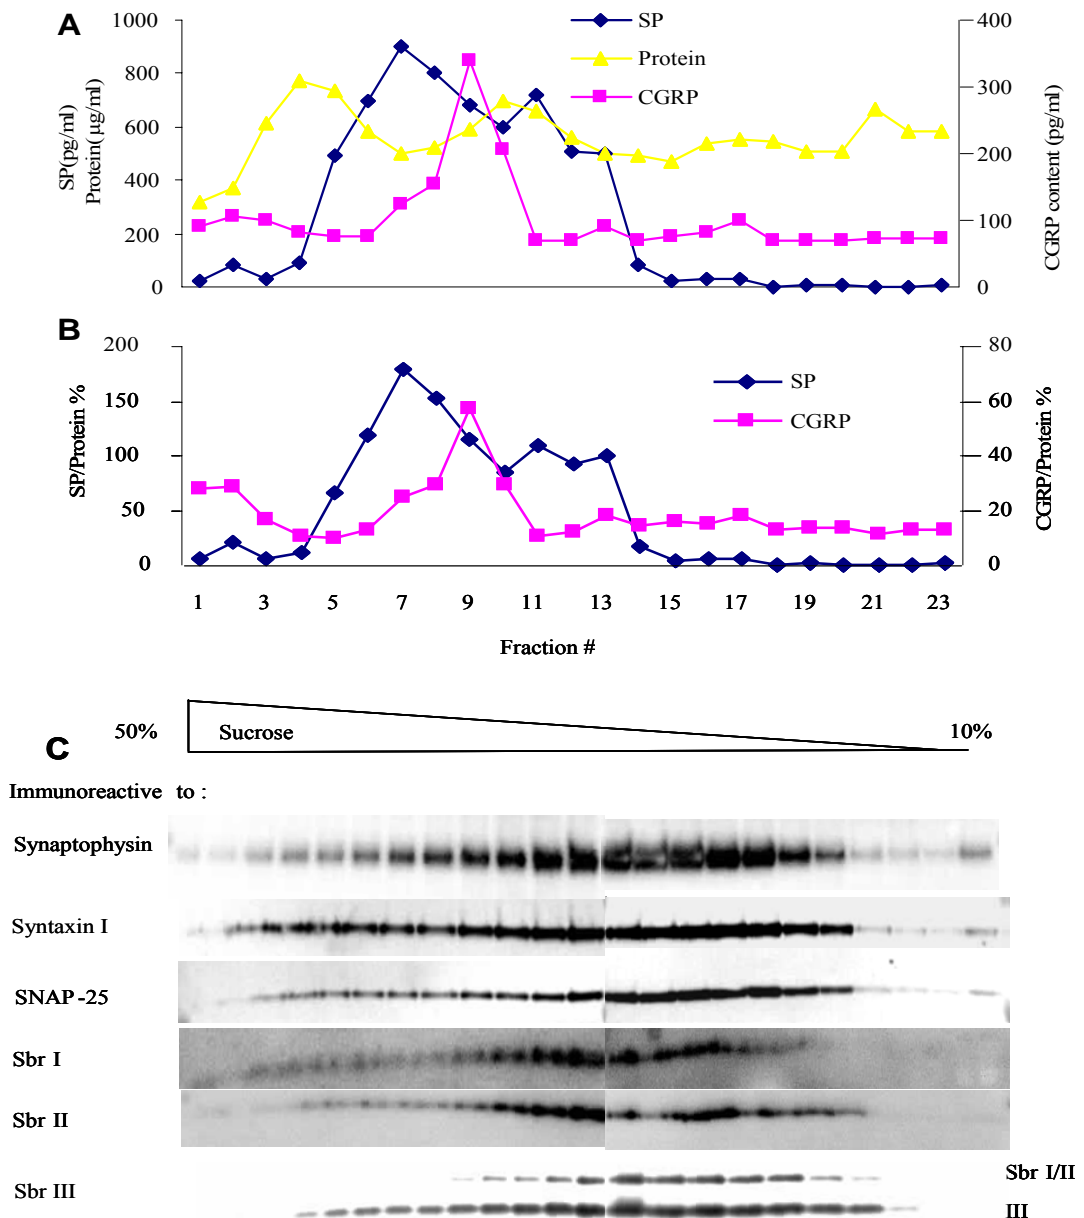 A
SP
Protein
CGRP
SP(pg/ml)
Protein(µg/ml)
1000
800
600
400
200
0
400
300
200
100
0
CGRP content (pg/ml)
B
SP
CGRP
SP/Protein %
200
150
100
50
0
80
60
40
20
0
CGRP/Protein %
1 3 5 7 9 11 13 15 17 19 21 23
Fraction #
C
50% Sucrose 10%
Immunoreactive to :
Synaptophysin
Syntaxin I
SNAP-25
Sbr I
Sbr II
Sbr III
Sbr I/II
III